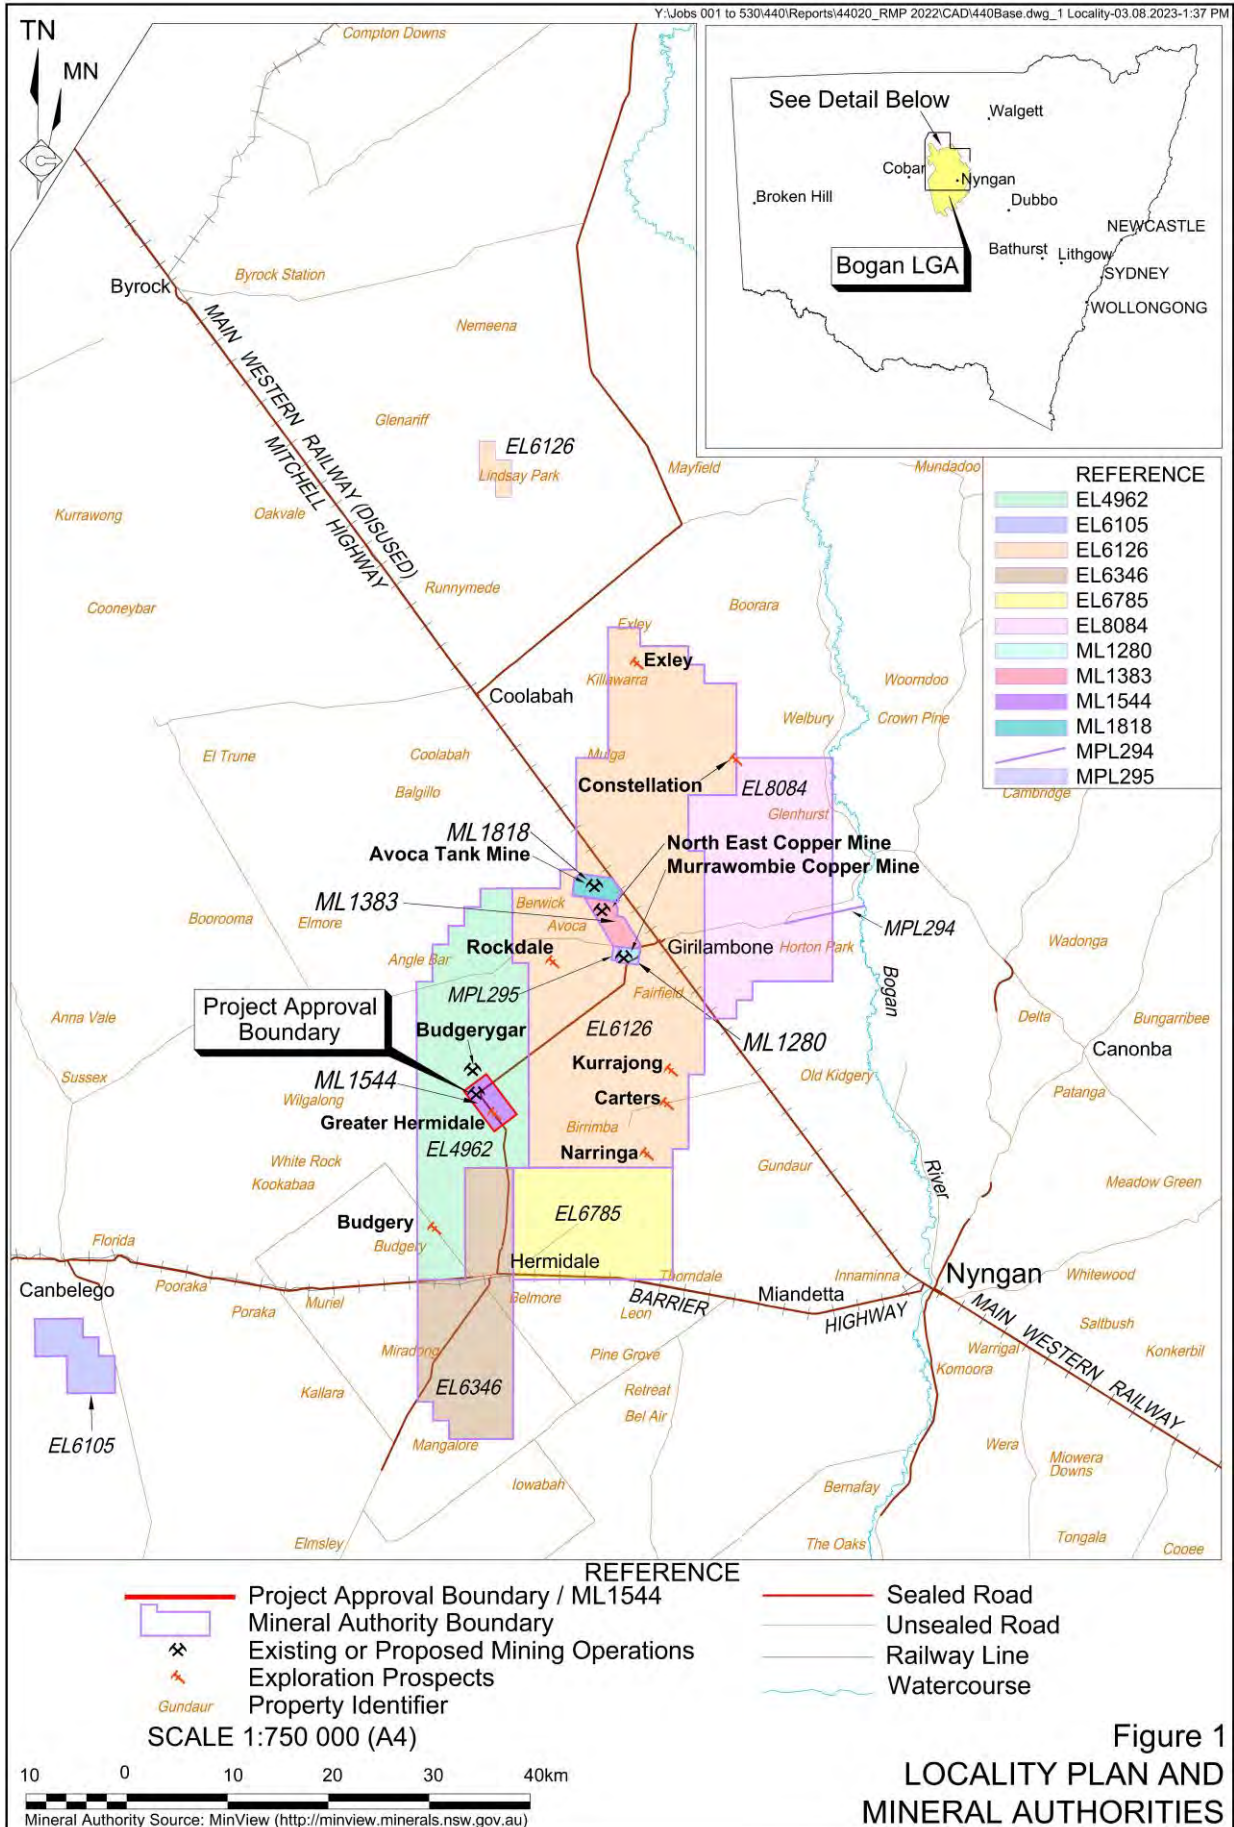 Y:\Jobs 001 to 530\440\Reports\44020_RMP 2022\CAD\440Base.dwg_1 Locality-03.08.2023-1:37 PM
TN
MN
Compton Downs
See Detail Below
Walgett
Cobar
Nyngan
Broken Hill
Dubbo
NEWCASTLE
Bathurst
Lithgow
SYDNEY
Bogan LGA
WOLLONGONG
Byrock
Byrock Station
Nemeena
MAIN WESTERN RAILWAY (DISUSED)
MITCHELL HIGHWAY
Glenariff
EL6126
Lindsay Park
Mayfield
Mundadoo
Kurrawong
Oakvale
Runnymede
Cooneybar
Boorara
REFERENCE
EL4962
EL6105
EL6126
EL6346
EL6785
EL8084
ML1280
ML1383
ML1544
ML1818
MPL294
MPL295
Exley
Exley
Killawarra
Woorndoo
Coolabah
Welbury
Crown Pine
El Trune
Coolabah
Mulga
Constellation
EL8084
Balgillo
Cambridge
Glenhurst
ML1818
North East Copper Mine
Avoca Tank Mine
Murrawombie Copper Mine
ML1383
Berwick
Boorooma
Elmore
Avoca
MPL294
Girilambone
Horton Park
Wadonga
Rockdale
Angle Bar
MPL295
Fairfield
Bogan
Project Approval
Boundary
Anna Vale
Budgerygar
EL6126
ML1280
Delta
Bungarribee
Canonba
Sussex
ML1544
Kurrajong
Old Kidgery
Patanga
Wilgalong
Carters
Greater Hermidale
Birrimba
EL4962
Narringa
White Rock
Gundaur
River
Kookabaa
Meadow Green
Budgery
EL6785
Florida
Budgery
Hermidale
Canbelego
Pooraka
Thorndale
Innaminna
Nyngan
Whitewood
Poraka
Muriel
Belmore
Leon
BARRIER
Miandetta
HIGHWAY
MAIN WESTERN RAILWAY
Saltbush
Miradong
Pine Grove
Warrigal
Konkerbil
Komoora
Kallara
EL6346
Retreat
Bel Air
EL6105
Mangalore
Wera
Miowera
Downs
Iowabah
Bernafay
Elmsley
The Oaks
Tongala
Cooee
REFERENCE
Project Approval Boundary / ML1544
Mineral Authority Boundary
Existing or Proposed Mining Operations
Exploration Prospects
Gundaur Property Identifier
Sealed Road
Unsealed Road
Railway Line
Watercourse
SCALE 1:750 000 (A4)
10 0 10 20 30 40km
Mineral Authority Source: MinView (http://minview.minerals.nsw.gov.au)
Figure 1
LOCALITY PLAN AND
MINERAL AUTHORITIES